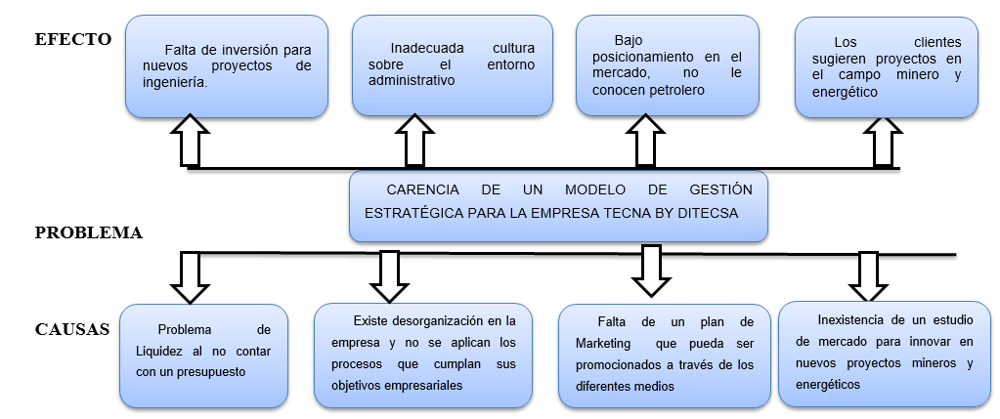 EFECTO
Falta de inversión para
nuevos proyectos de
ingeniería.
Inadecuada cultura
sobre el entorno
administrativo
Bajo
posicionamiento en el
mercado, no le
conocen petrolero
Los clientes
sugieren proyectos en
el campo minero y
energético
CARENCIA DE UN MODELO DE GESTIÓN
ESTRATÉGICA PARA LA EMPRESA TECNA BY DITECSA
PROBLEMA
CAUSAS
Problema de
Liquidez al no contar
con un presupuesto
Existe desorganización en la
empresa y no se aplican los
procesos que cumplan sus
objetivos empresariales
Falta de un plan de
Marketing que pueda ser
promocionados a través de los
diferentes medios
Inexistencia de un estudio
de mercado para innovar en
nuevos proyectos mineros y
energéticos